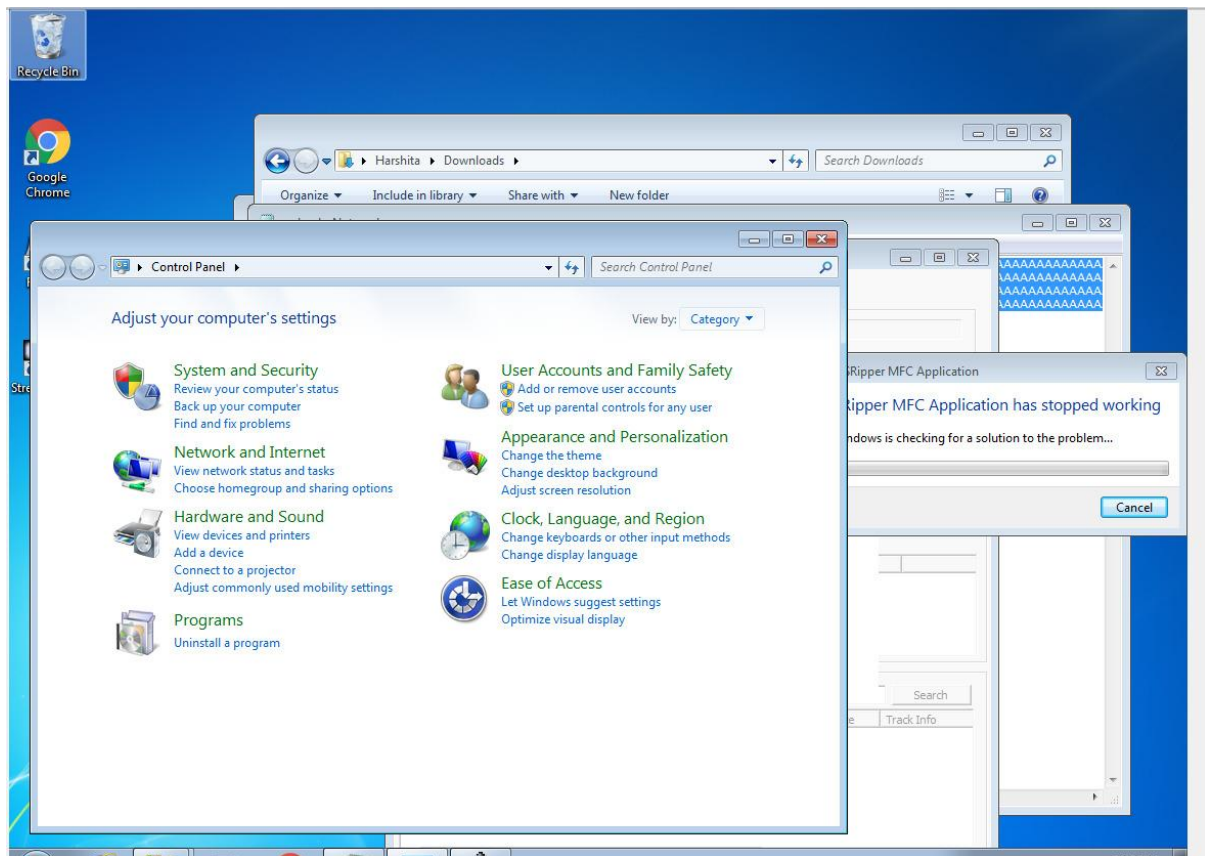 Recycle Bin
Google
Chrome
Stre
Harshita Downloads
Search Downloads
Organize Include in library Share with New folder
Control Panel
Search Control Panel
Adjust your computer's settings
View by: Category
System and Security
Review your computer's status
Back up your computer
Find and fix problems
Network and Internet
View network status and tasks
Choose homegroup and sharing options
Hardware and Sound
View devices and printers
Add a device
Connect to a projector
Adjust commonly used mobility settings
Programs
Uninstall a program
User Accounts and Family Safety
Add or remove user accounts
Set up parental controls for any user
Appearance and Personalization
Change the theme
Change desktop background
Adjust screen resolution
Clock, Language, and Region
Change keyboards or other input methods
Change display language
Ease of Access
Let Windows suggest settings
Optimize visual display
AAAAAAAAAAAAA
AAAAAAAAAAAAA
AAAAAAAAAAAAA
AAAAAAAAAAAAA
SRipper MFC Application
Ripper MFC Application has stopped working
ndows is checking for a solution to the problem...
Cancel
Search
e Track Info